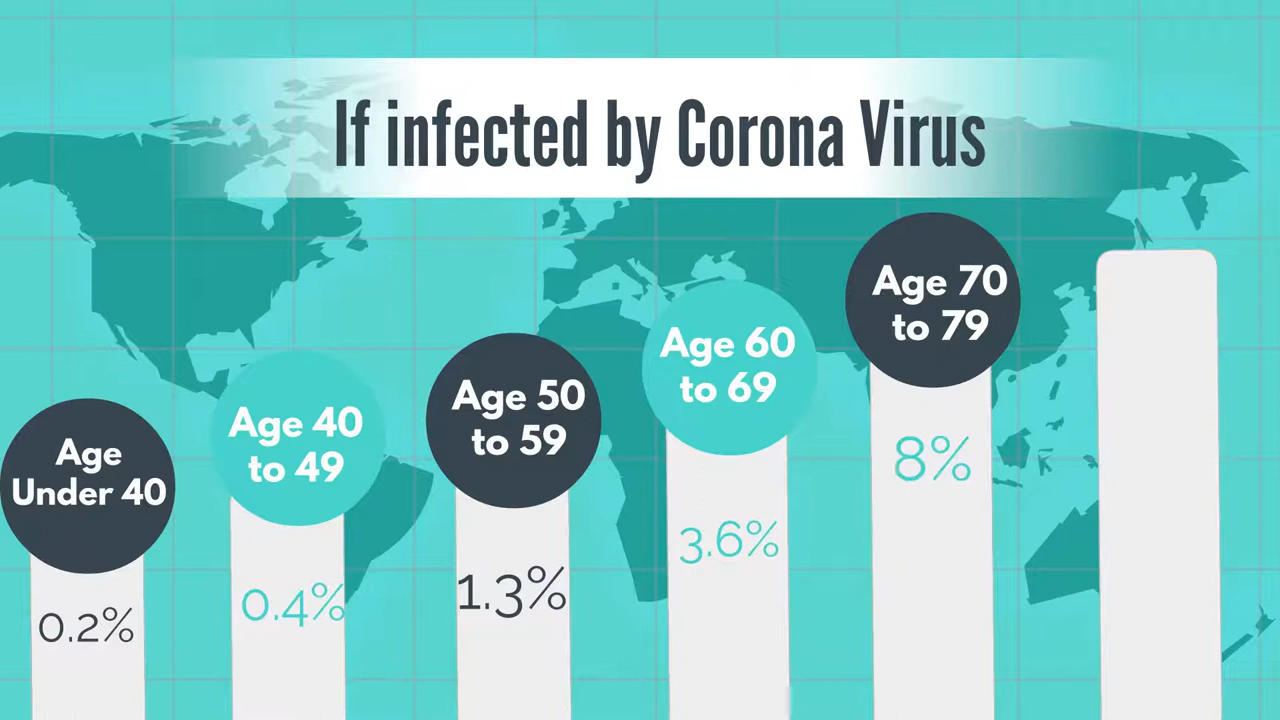 If infected by Corona Virus
Age
Under 40
0.2%
Age 40
to 49
0.4%
Age 50
to 59
1.3%
Age 60
to 69
3.6%
Age 70
to 79
8%